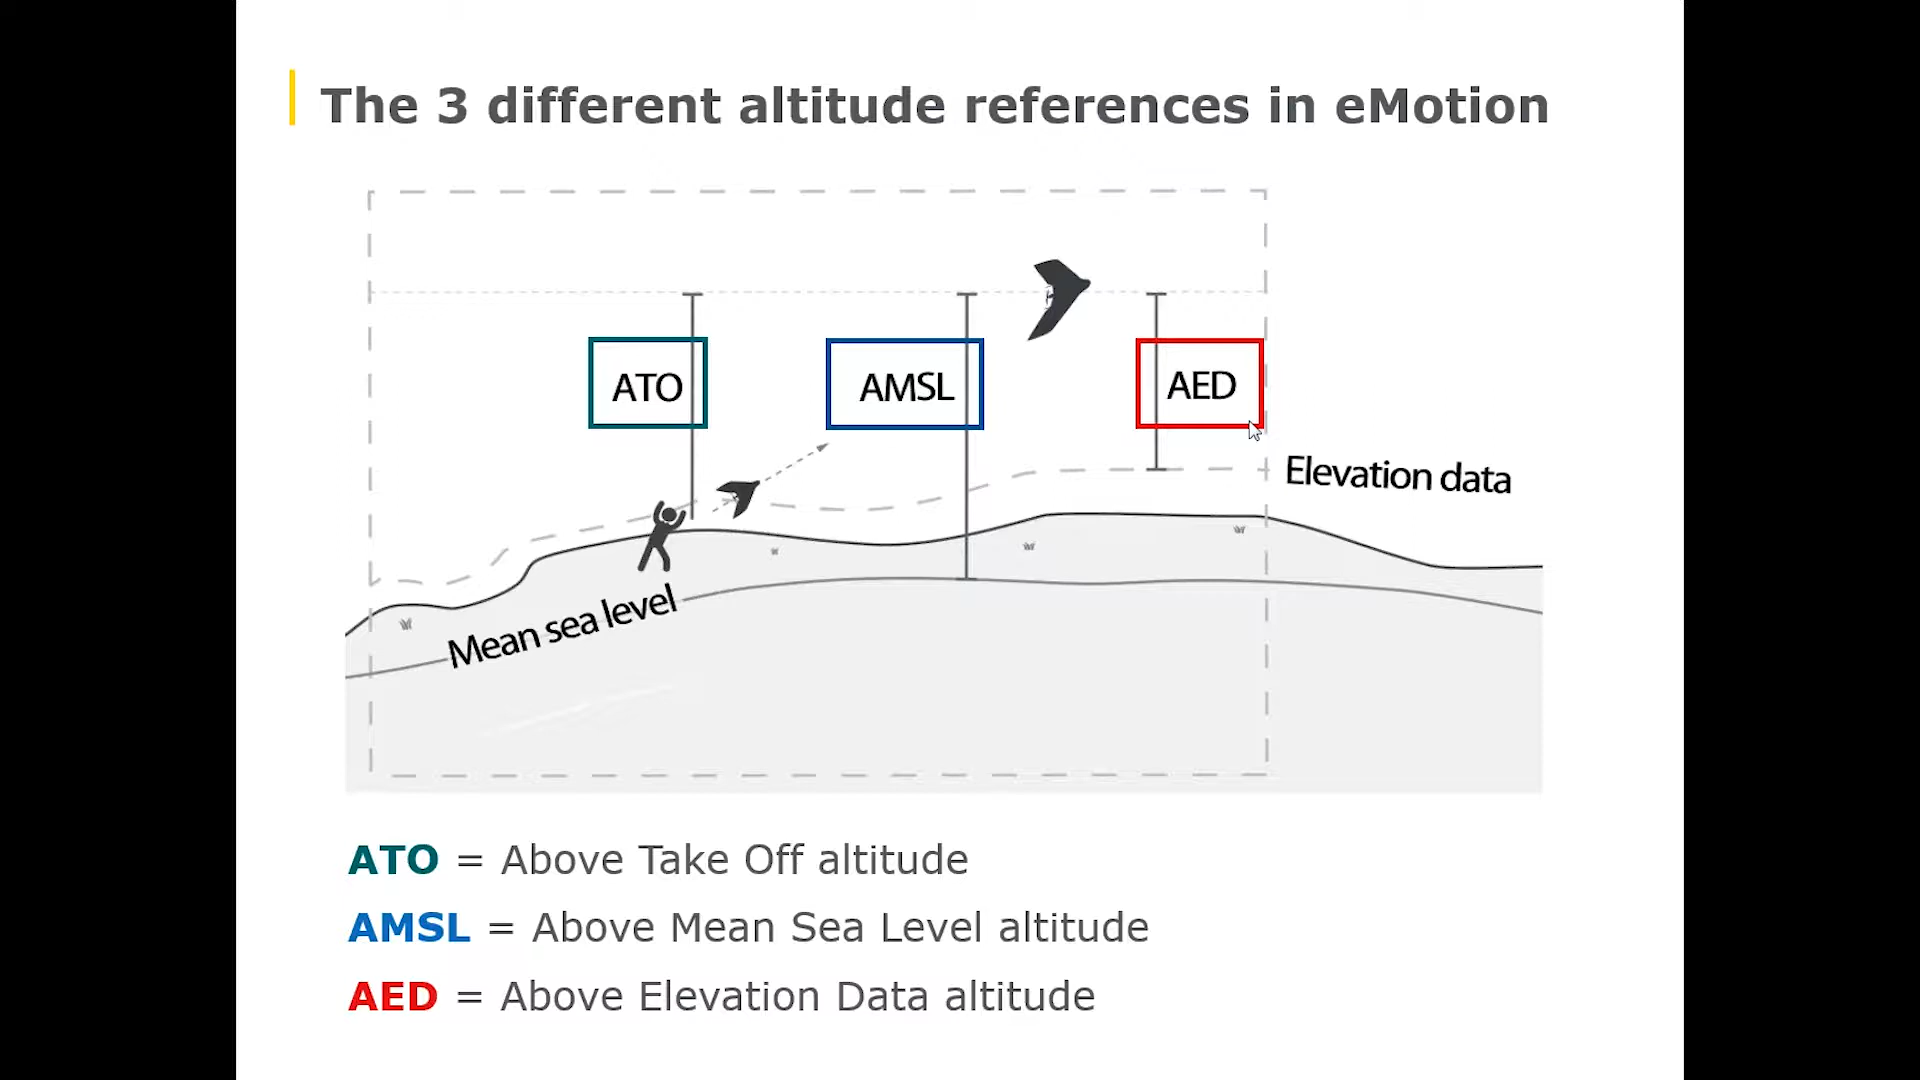 The 3 different altitude references in eMotion
ATO
AMSL
AED
Elevation data
Mean sea level
ATO = Above Take Off altitude
AMSL = Above Mean Sea Level altitude
AED = Above Elevation Data altitude